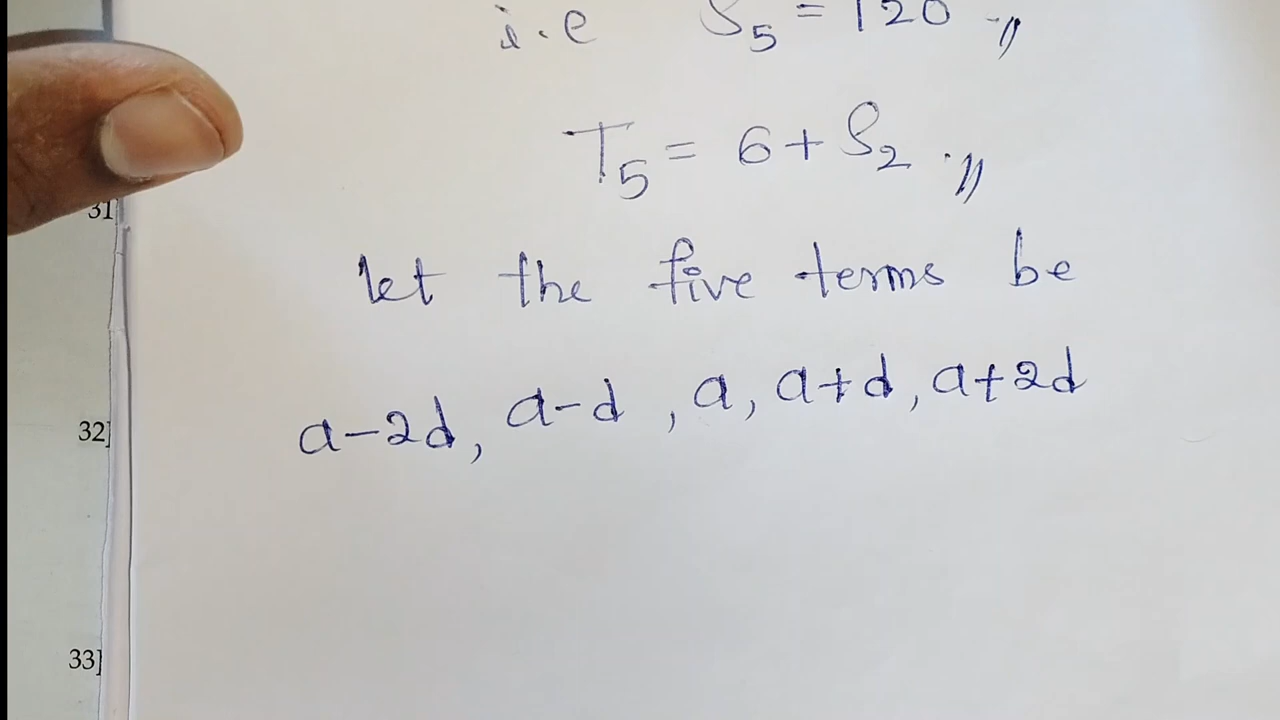 i.e S₅ = 120 .,,
T₅ = 6 + S₂ .,,
31]
let the five terms be
a-2d, a-d, a, a+d, a+2d
32]
33]